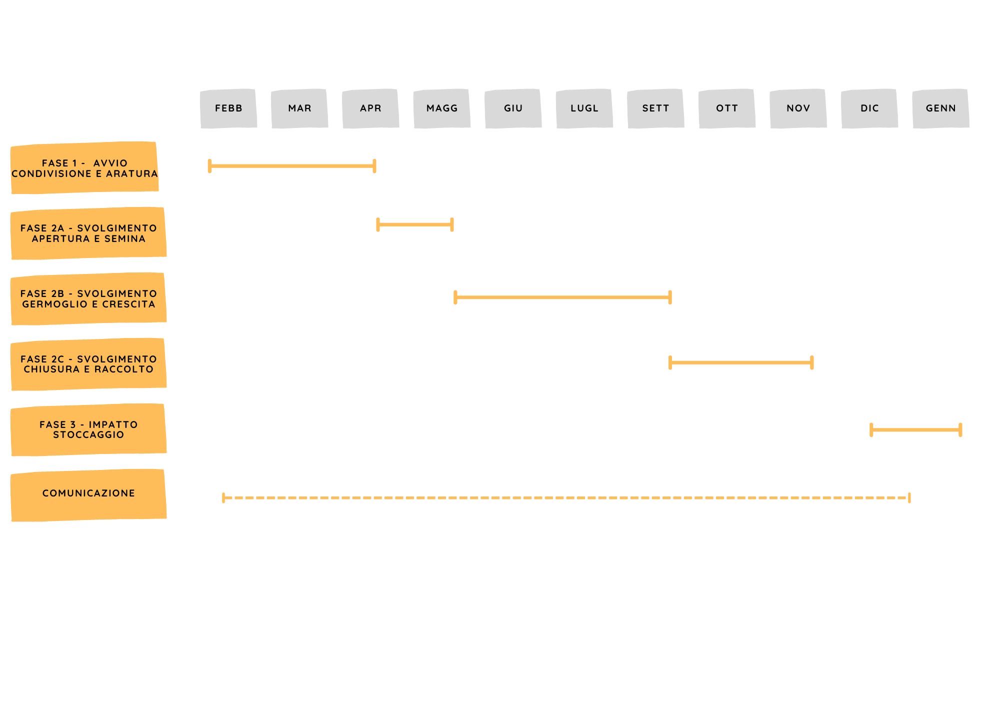 FEBB MAR APR MAGG GIU LUGL SETT OTT NOV DIC GENN
FASE 1 - AVVIO
CONDIVISIONE E ARATURA
FASE 2A - SVOLGIMENTO
APERTURA E SEMINA
FASE 2B - SVOLGIMENTO
GERMOGLIO E CRESCITA
FASE 2C - SVOLGIMENTO
CHIUSURA E RACCOLTO
FASE 3 - IMPATTO
STOCCAGGIO
COMUNICAZIONE